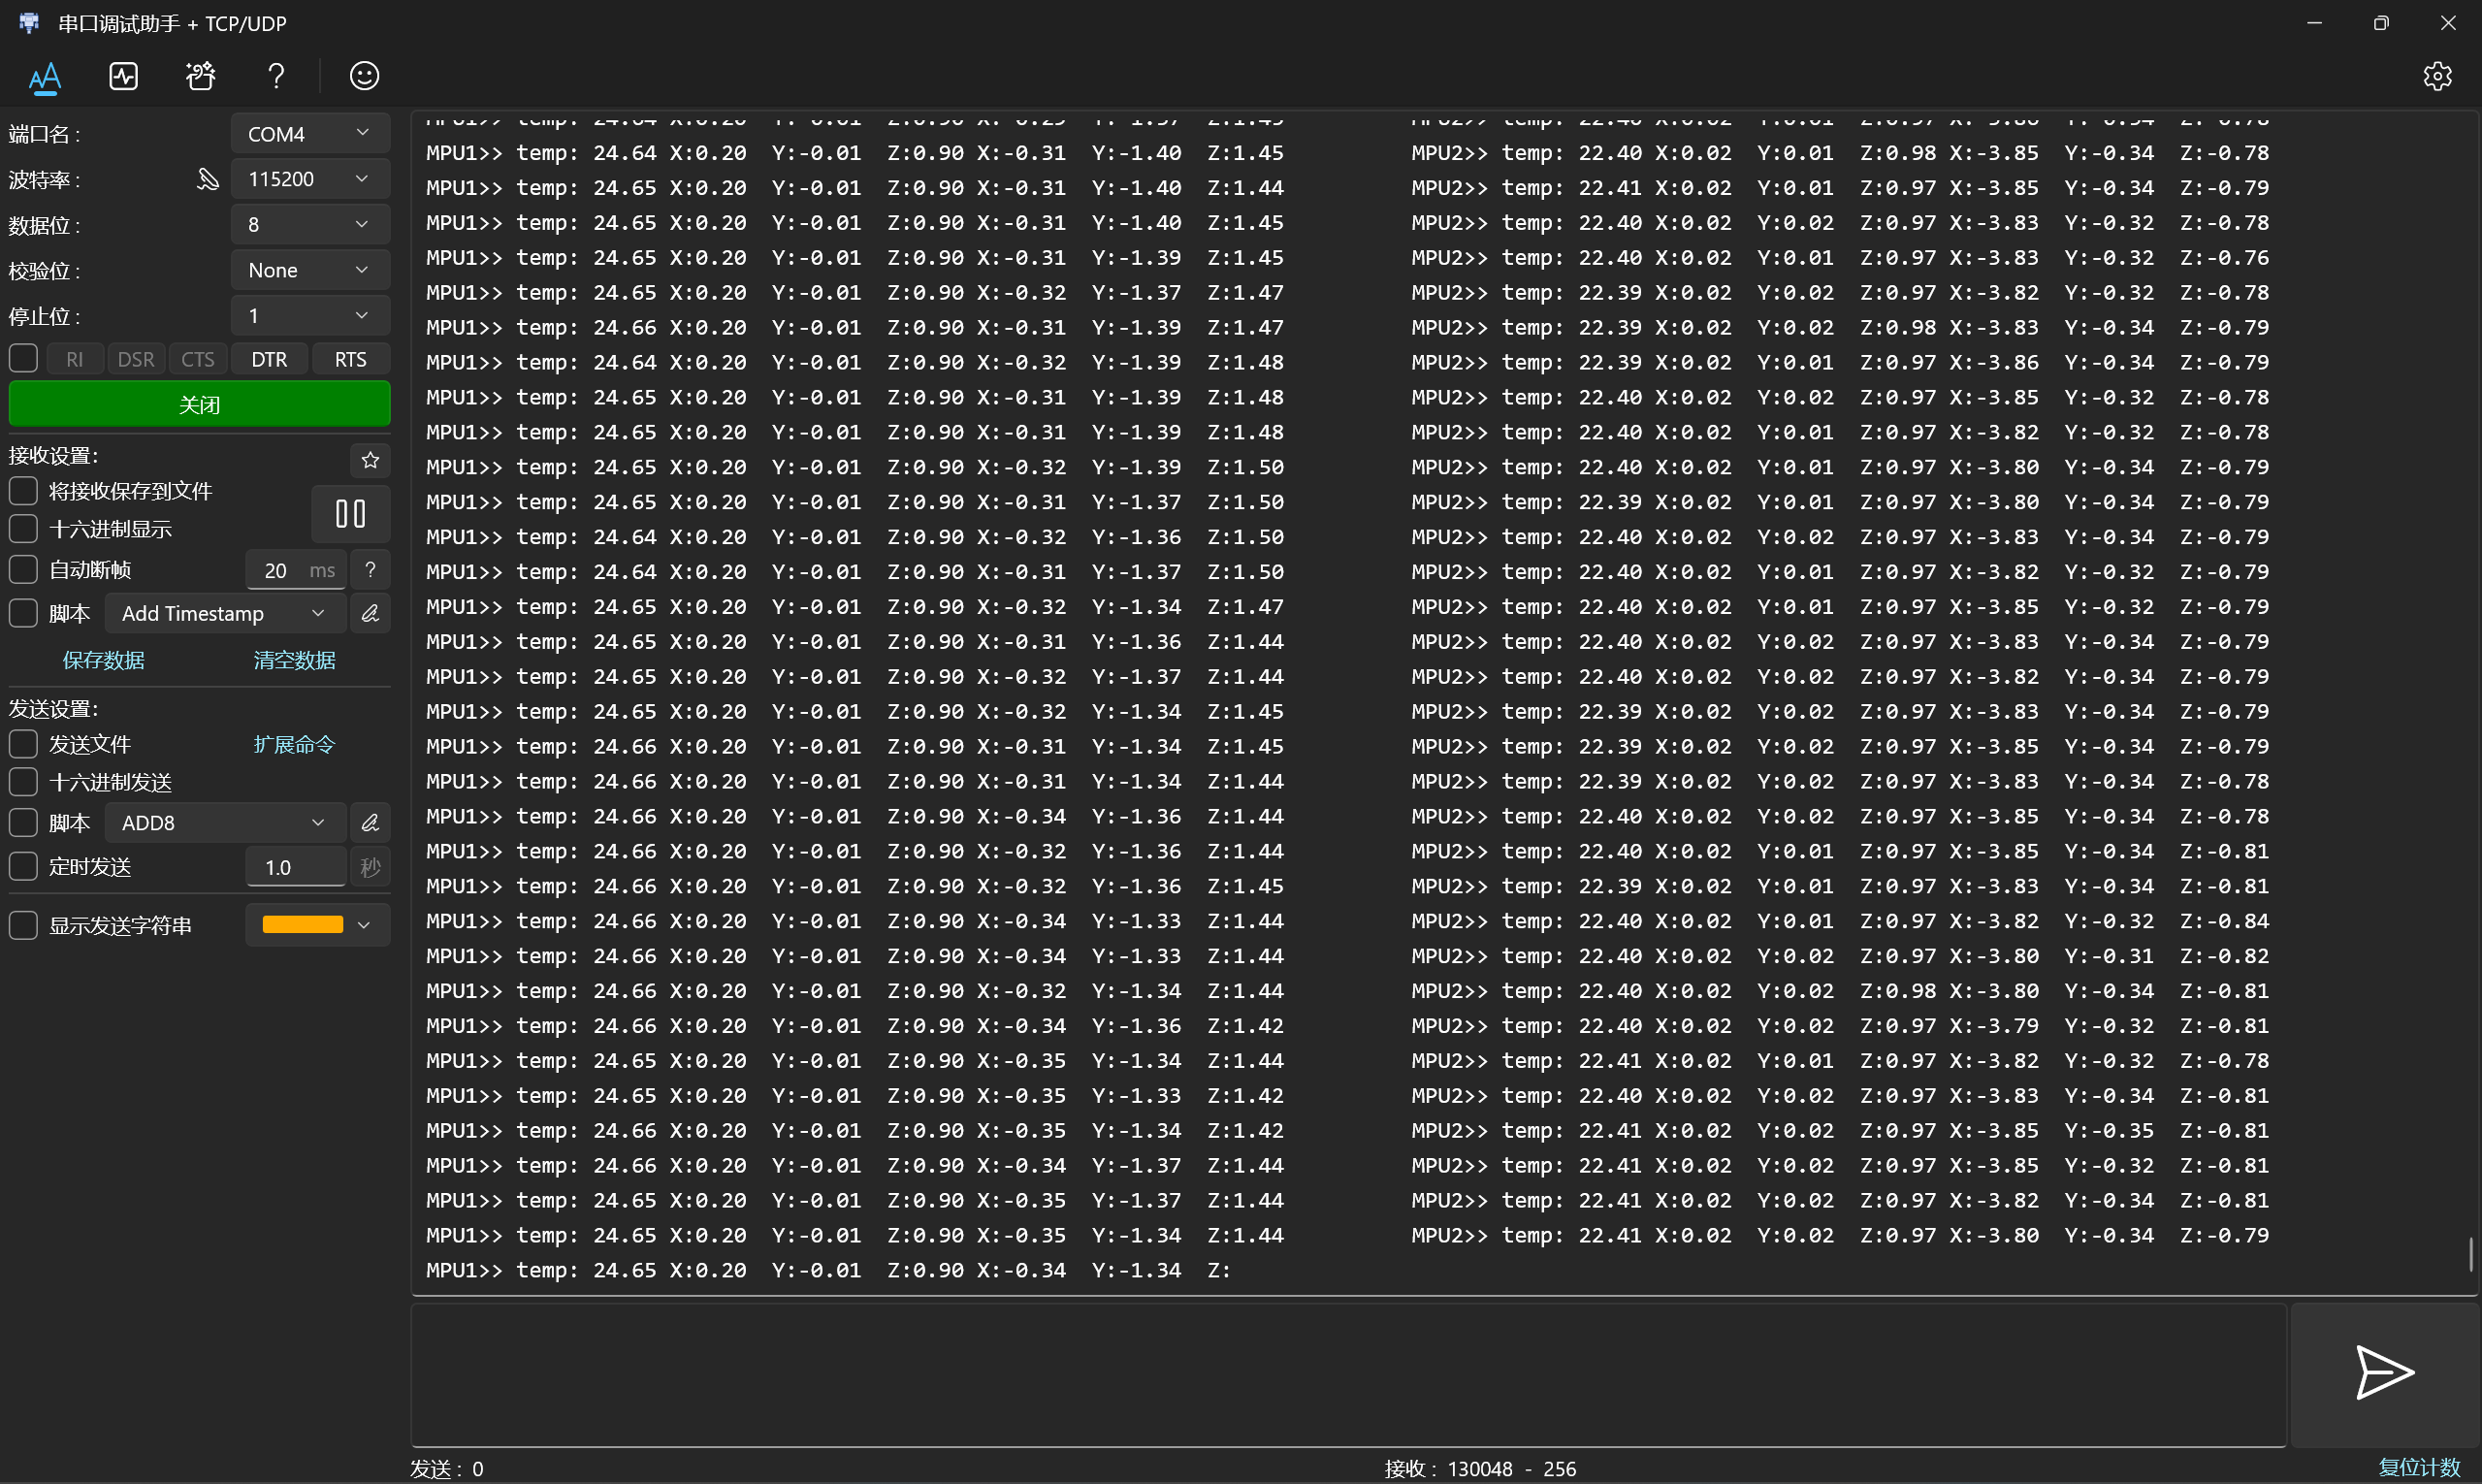 串口调试助手 + TCP/UDP
端口名 :
COM4
波特率 :
115200
数据位 :
8
校验位 :
None
停止位 :
1
RI DSR CTS DTR RTS
关闭
接收设置:
将接收保存到文件
十六进制显示
自动断帧 20 ms ?
脚本 Add Timestamp
保存数据 清空数据
发送设置:
发送文件 扩展命令
十六进制发送
脚本 ADD8
定时发送 1.0 秒
显示发送字符串
MPU1>> temp: 24.64 X:0.20 Y:-0.01 Z:0.90 X:-0.31 Y:-1.40 Z:1.45 MPU2>> temp: 22.40 X:0.02 Y:0.01 Z:0.98 X:-3.85 Y:-0.34 Z:-0.78
MPU1>> temp: 24.65 X:0.20 Y:-0.01 Z:0.90 X:-0.31 Y:-1.40 Z:1.44 MPU2>> temp: 22.41 X:0.02 Y:0.01 Z:0.97 X:-3.85 Y:-0.34 Z:-0.79
MPU1>> temp: 24.65 X:0.20 Y:-0.01 Z:0.90 X:-0.31 Y:-1.40 Z:1.45 MPU2>> temp: 22.40 X:0.02 Y:0.02 Z:0.97 X:-3.83 Y:-0.32 Z:-0.78
MPU1>> temp: 24.65 X:0.20 Y:-0.01 Z:0.90 X:-0.31 Y:-1.39 Z:1.45 MPU2>> temp: 22.40 X:0.02 Y:0.01 Z:0.97 X:-3.83 Y:-0.32 Z:-0.76
MPU1>> temp: 24.65 X:0.20 Y:-0.01 Z:0.90 X:-0.32 Y:-1.37 Z:1.47 MPU2>> temp: 22.39 X:0.02 Y:0.02 Z:0.97 X:-3.82 Y:-0.32 Z:-0.78
MPU1>> temp: 24.66 X:0.20 Y:-0.01 Z:0.90 X:-0.31 Y:-1.39 Z:1.47 MPU2>> temp: 22.39 X:0.02 Y:0.02 Z:0.98 X:-3.83 Y:-0.34 Z:-0.79
MPU1>> temp: 24.64 X:0.20 Y:-0.01 Z:0.90 X:-0.32 Y:-1.39 Z:1.48 MPU2>> temp: 22.39 X:0.02 Y:0.01 Z:0.97 X:-3.86 Y:-0.34 Z:-0.79
MPU1>> temp: 24.65 X:0.20 Y:-0.01 Z:0.90 X:-0.31 Y:-1.39 Z:1.48 MPU2>> temp: 22.40 X:0.02 Y:0.02 Z:0.97 X:-3.85 Y:-0.32 Z:-0.78
MPU1>> temp: 24.65 X:0.20 Y:-0.01 Z:0.90 X:-0.31 Y:-1.39 Z:1.48 MPU2>> temp: 22.40 X:0.02 Y:0.01 Z:0.97 X:-3.82 Y:-0.32 Z:-0.78
MPU1>> temp: 24.65 X:0.20 Y:-0.01 Z:0.90 X:-0.32 Y:-1.39 Z:1.50 MPU2>> temp: 22.40 X:0.02 Y:0.01 Z:0.97 X:-3.80 Y:-0.34 Z:-0.79
MPU1>> temp: 24.65 X:0.20 Y:-0.01 Z:0.90 X:-0.31 Y:-1.37 Z:1.50 MPU2>> temp: 22.39 X:0.02 Y:0.01 Z:0.97 X:-3.80 Y:-0.34 Z:-0.79
MPU1>> temp: 24.64 X:0.20 Y:-0.01 Z:0.90 X:-0.32 Y:-1.36 Z:1.50 MPU2>> temp: 22.40 X:0.02 Y:0.02 Z:0.97 X:-3.83 Y:-0.34 Z:-0.79
MPU1>> temp: 24.64 X:0.20 Y:-0.01 Z:0.90 X:-0.31 Y:-1.37 Z:1.50 MPU2>> temp: 22.40 X:0.02 Y:0.01 Z:0.97 X:-3.82 Y:-0.32 Z:-0.79
MPU1>> temp: 24.65 X:0.20 Y:-0.01 Z:0.90 X:-0.32 Y:-1.34 Z:1.47 MPU2>> temp: 22.40 X:0.02 Y:0.01 Z:0.97 X:-3.85 Y:-0.32 Z:-0.79
MPU1>> temp: 24.65 X:0.20 Y:-0.01 Z:0.90 X:-0.31 Y:-1.36 Z:1.44 MPU2>> temp: 22.40 X:0.02 Y:0.02 Z:0.97 X:-3.83 Y:-0.34 Z:-0.79
MPU1>> temp: 24.65 X:0.20 Y:-0.01 Z:0.90 X:-0.32 Y:-1.37 Z:1.44 MPU2>> temp: 22.40 X:0.02 Y:0.02 Z:0.97 X:-3.82 Y:-0.34 Z:-0.79
MPU1>> temp: 24.65 X:0.20 Y:-0.01 Z:0.90 X:-0.32 Y:-1.34 Z:1.45 MPU2>> temp: 22.39 X:0.02 Y:0.02 Z:0.97 X:-3.83 Y:-0.34 Z:-0.79
MPU1>> temp: 24.66 X:0.20 Y:-0.01 Z:0.90 X:-0.31 Y:-1.34 Z:1.45 MPU2>> temp: 22.39 X:0.02 Y:0.02 Z:0.97 X:-3.85 Y:-0.34 Z:-0.79
MPU1>> temp: 24.66 X:0.20 Y:-0.01 Z:0.90 X:-0.31 Y:-1.34 Z:1.44 MPU2>> temp: 22.39 X:0.02 Y:0.02 Z:0.97 X:-3.83 Y:-0.34 Z:-0.78
MPU1>> temp: 24.66 X:0.20 Y:-0.01 Z:0.90 X:-0.34 Y:-1.36 Z:1.44 MPU2>> temp: 22.40 X:0.02 Y:0.02 Z:0.97 X:-3.85 Y:-0.34 Z:-0.78
MPU1>> temp: 24.66 X:0.20 Y:-0.01 Z:0.90 X:-0.32 Y:-1.36 Z:1.44 MPU2>> temp: 22.40 X:0.02 Y:0.01 Z:0.97 X:-3.85 Y:-0.34 Z:-0.81
MPU1>> temp: 24.66 X:0.20 Y:-0.01 Z:0.90 X:-0.32 Y:-1.36 Z:1.45 MPU2>> temp: 22.39 X:0.02 Y:0.01 Z:0.97 X:-3.83 Y:-0.34 Z:-0.81
MPU1>> temp: 24.66 X:0.20 Y:-0.01 Z:0.90 X:-0.34 Y:-1.33 Z:1.44 MPU2>> temp: 22.40 X:0.02 Y:0.01 Z:0.97 X:-3.82 Y:-0.32 Z:-0.84
MPU1>> temp: 24.66 X:0.20 Y:-0.01 Z:0.90 X:-0.34 Y:-1.33 Z:1.44 MPU2>> temp: 22.40 X:0.02 Y:0.02 Z:0.97 X:-3.80 Y:-0.31 Z:-0.82
MPU1>> temp: 24.66 X:0.20 Y:-0.01 Z:0.90 X:-0.32 Y:-1.34 Z:1.44 MPU2>> temp: 22.40 X:0.02 Y:0.02 Z:0.98 X:-3.80 Y:-0.34 Z:-0.81
MPU1>> temp: 24.66 X:0.20 Y:-0.01 Z:0.90 X:-0.34 Y:-1.36 Z:1.42 MPU2>> temp: 22.40 X:0.02 Y:0.02 Z:0.97 X:-3.79 Y:-0.32 Z:-0.81
MPU1>> temp: 24.65 X:0.20 Y:-0.01 Z:0.90 X:-0.35 Y:-1.34 Z:1.44 MPU2>> temp: 22.41 X:0.02 Y:0.01 Z:0.97 X:-3.82 Y:-0.32 Z:-0.78
MPU1>> temp: 24.65 X:0.20 Y:-0.01 Z:0.90 X:-0.35 Y:-1.33 Z:1.42 MPU2>> temp: 22.40 X:0.02 Y:0.02 Z:0.97 X:-3.83 Y:-0.34 Z:-0.81
MPU1>> temp: 24.66 X:0.20 Y:-0.01 Z:0.90 X:-0.35 Y:-1.34 Z:1.42 MPU2>> temp: 22.41 X:0.02 Y:0.02 Z:0.97 X:-3.85 Y:-0.35 Z:-0.81
MPU1>> temp: 24.66 X:0.20 Y:-0.01 Z:0.90 X:-0.34 Y:-1.37 Z:1.44 MPU2>> temp: 22.41 X:0.02 Y:0.02 Z:0.97 X:-3.85 Y:-0.32 Z:-0.81
MPU1>> temp: 24.65 X:0.20 Y:-0.01 Z:0.90 X:-0.35 Y:-1.37 Z:1.44 MPU2>> temp: 22.41 X:0.02 Y:0.02 Z:0.97 X:-3.82 Y:-0.34 Z:-0.81
MPU1>> temp: 24.65 X:0.20 Y:-0.01 Z:0.90 X:-0.35 Y:-1.34 Z:1.44 MPU2>> temp: 22.41 X:0.02 Y:0.02 Z:0.97 X:-3.80 Y:-0.34 Z:-0.79
MPU1>> temp: 24.65 X:0.20 Y:-0.01 Z:0.90 X:-0.34 Y:-1.34 Z:
发送 : 0 接收 : 130048 - 256 复位计数